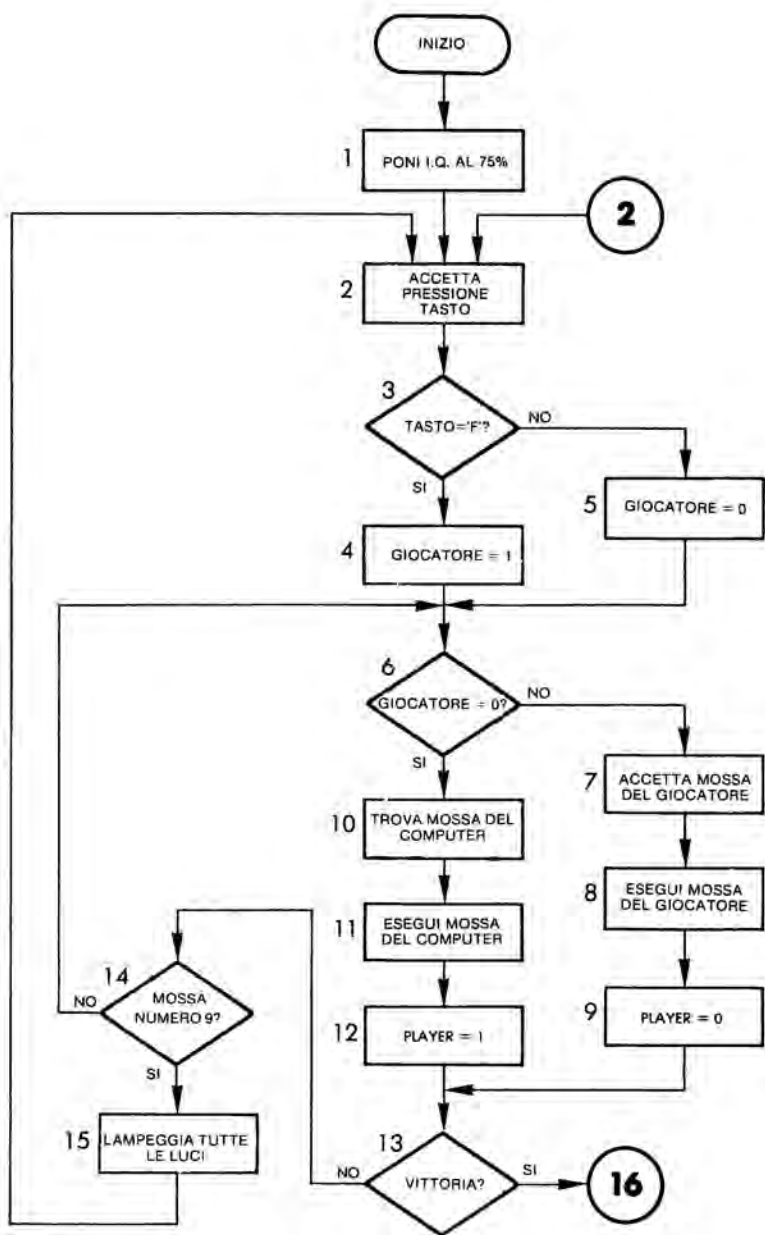 INIZIO
1
PONI I.Q. AL 75%
2
2
ACCETTA
PRESSIONE
TASTO
3
TASTO='F'?
NO
SI
5
GIOCATORE = 0
4
GIOCATORE = 1
6
GIOCATORE = 0?
NO
SI
7
ACCETTA MOSSA
DEL GIOCATORE
10
TROVA MOSSA DEL
COMPUTER
8
ESEGUI MOSSA
DEL GIOCATORE
11
ESEGUI MOSSA
DEL COMPUTER
14
MOSSA
NUMERO 9?
NO
SI
9
PLAYER = 0
12
PLAYER = 1
15
LAMPEGGIA TUTTE
LE LUCI
13
VITTORIA?
NO
SI
16